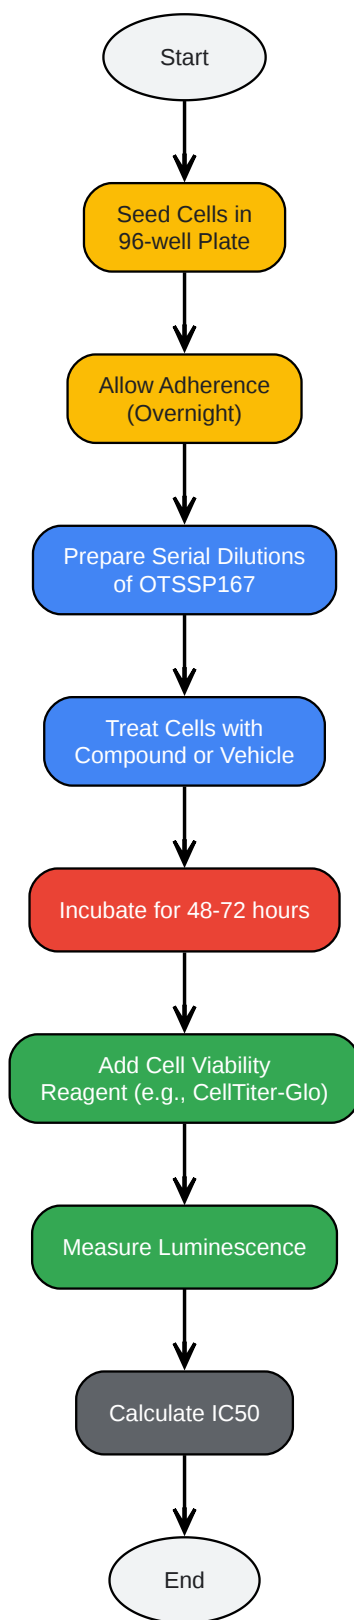 Start
Seed Cells in
96-well Plate
Allow Adherence
(Overnight)
Prepare Serial Dilutions
of OTSSP167
Treat Cells with
Compound or Vehicle
Incubate for 48-72 hours
Add Cell Viability
Reagent (e.g., CellTiter-Glo)
Measure Luminescence
Calculate IC50
End